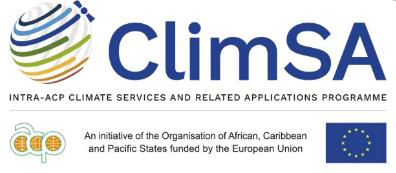 ClimSA
INTRA-ACP CLIMATE SERVICES AND RELATED APPLICATIONS PROGRAMME
acp
An initiative of the Organisation of African, Caribbean
and Pacific States funded by the European Union